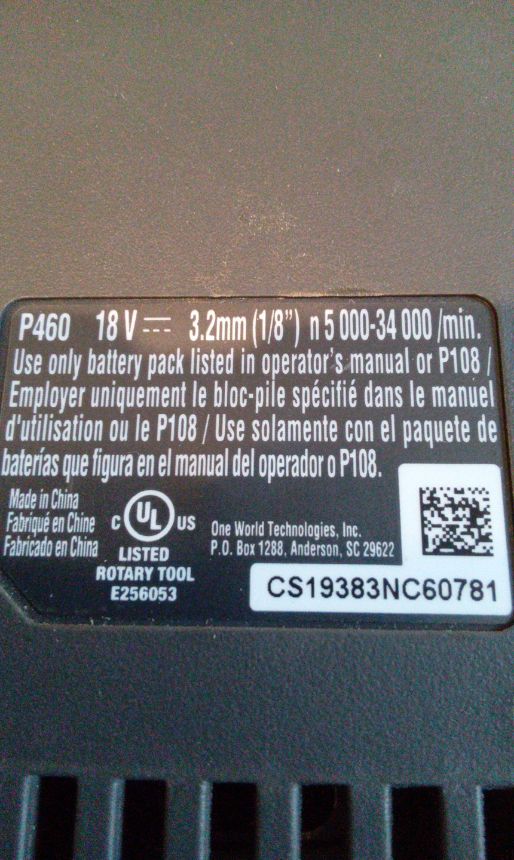 P460 18 V ⎓ 3.2mm (1/8") n 5 000-34 000 /min.
Use only battery pack listed in operator's manual or P108 /
Employer uniquement le bloc-pile spécifié dans le manuel
d'utilisation ou le P108 / Use solamente con el paquete de
baterías que figura en el manual del operador o P108.
Made in China
Fabriqué en Chine
Fabricado en China
C UL US
LISTED
ROTARY TOOL
E256053
One World Technologies, Inc.
P.O. Box 1288, Anderson, SC 29622
CS19383NC60781